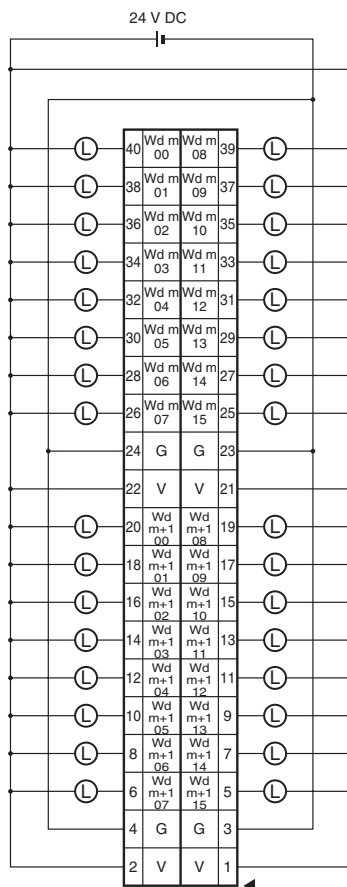 24 V DC
L 40 Wd m 00 Wd m 08 39 L
L 38 Wd m 01 Wd m 09 37 L
L 36 Wd m 02 Wd m 10 35 L
L 34 Wd m 03 Wd m 11 33 L
L 32 Wd m 04 Wd m 12 31 L
L 30 Wd m 05 Wd m 13 29 L
L 28 Wd m 06 Wd m 14 27 L
L 26 Wd m 07 Wd m 15 25 L
24 G G 23
22 V V 21
L 20 Wd m+1 00 Wd m+1 08 19 L
L 18 Wd m+1 01 Wd m+1 09 17 L
L 16 Wd m+1 02 Wd m+1 10 15 L
L 14 Wd m+1 03 Wd m+1 11 13 L
L 12 Wd m+1 04 Wd m+1 12 11 L
L 10 Wd m+1 05 Wd m+1 13 9 L
L 8 Wd m+1 06 Wd m+1 14 7 L
L 6 Wd m+1 07 Wd m+1 15 5 L
4 G G 3
2 V V 1